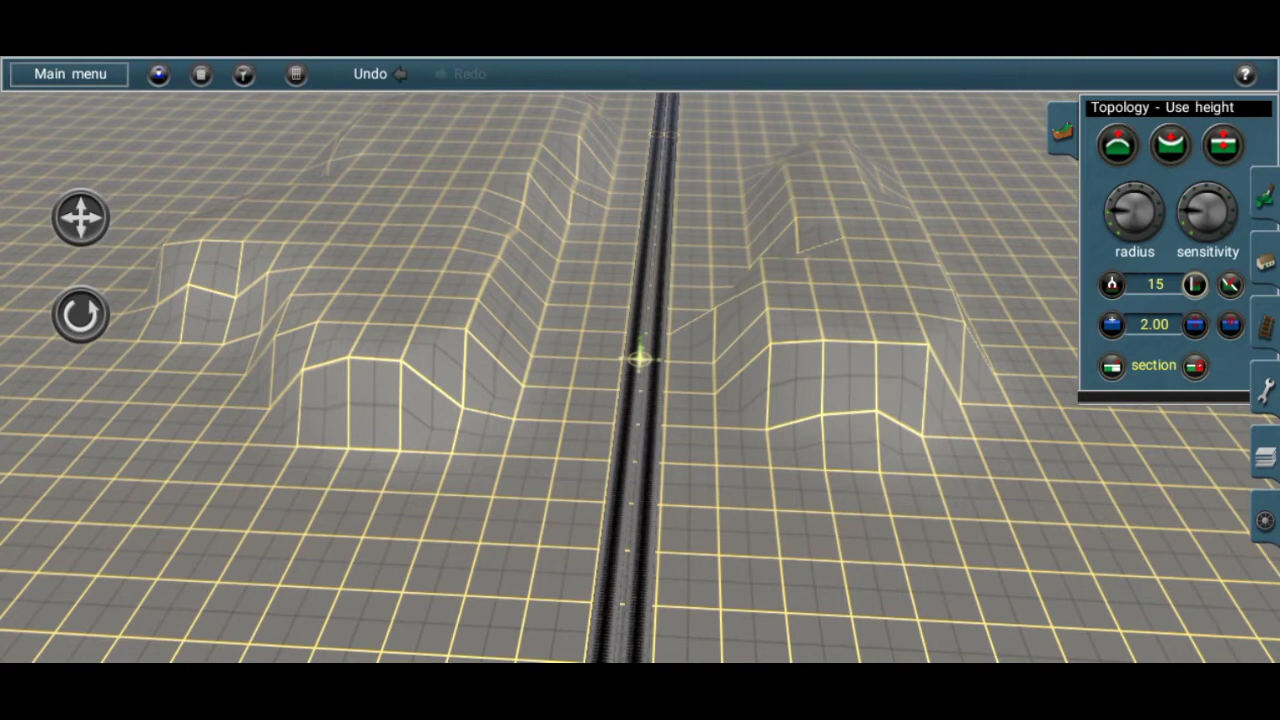 Main menu
Undo
Redo
?
Topology - Use height
radius
sensitivity
15
2.00
section